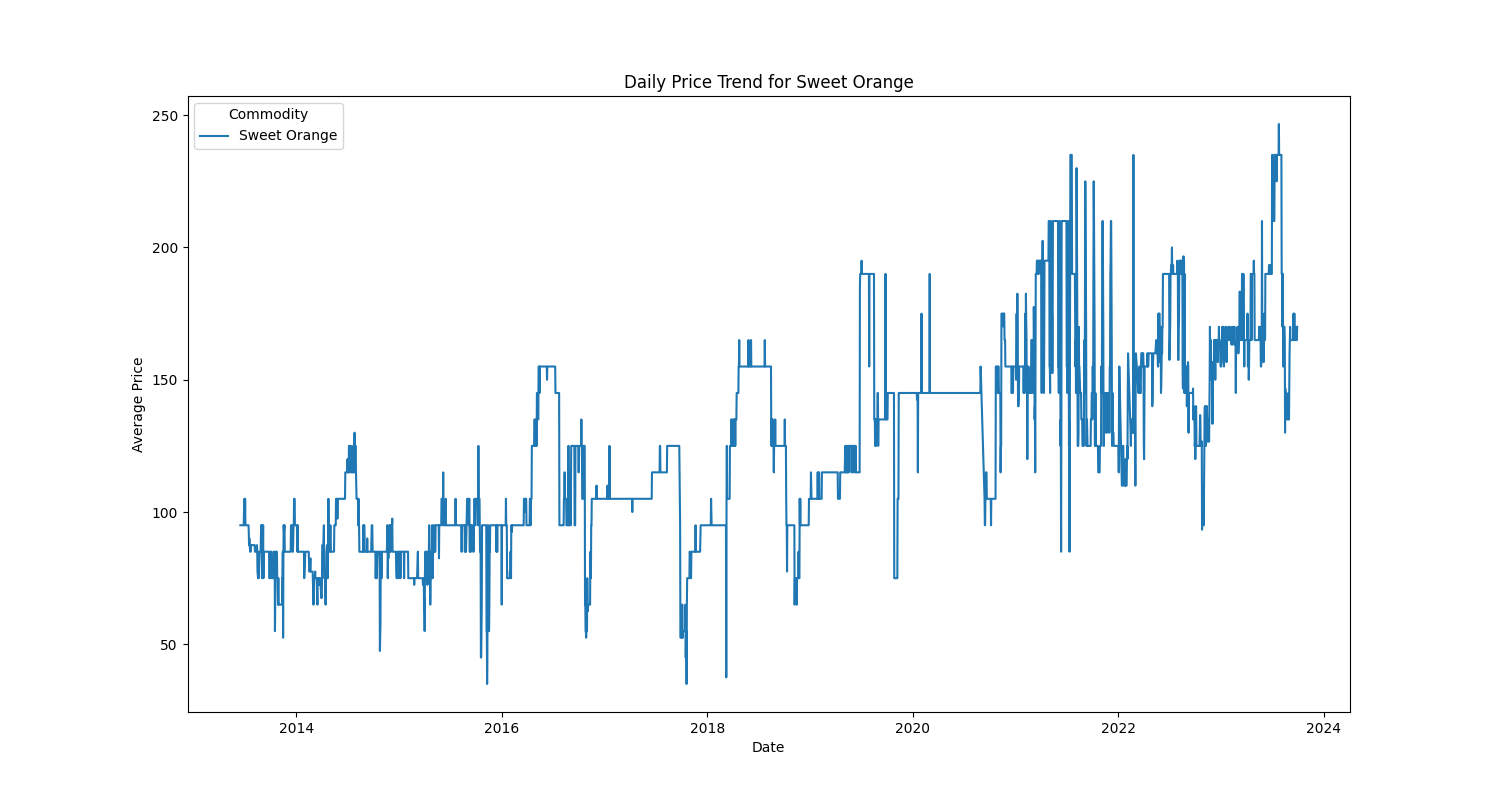 Daily Price Trend for Sweet Orange
Commodity
Sweet Orange
250
200
150
100
50
Average Price
2014 2016 2018 2020 2022 2024
Date